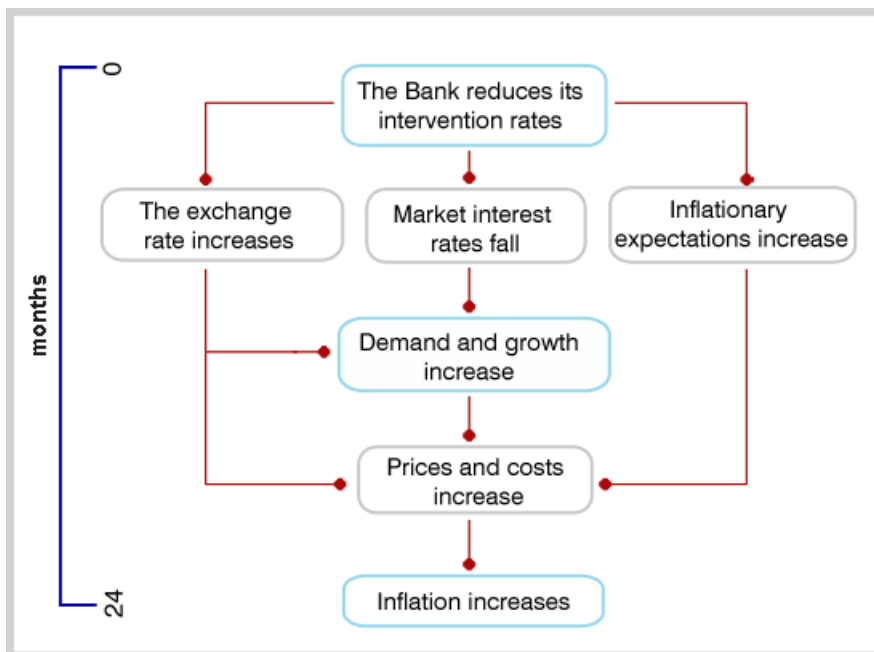 0
The Bank reduces its
intervention rates
The exchange
rate increases
Market interest
rates fall
Inflationary
expectations increase
months
Demand and growth
increase
Prices and costs
increase
Inflation increases
24